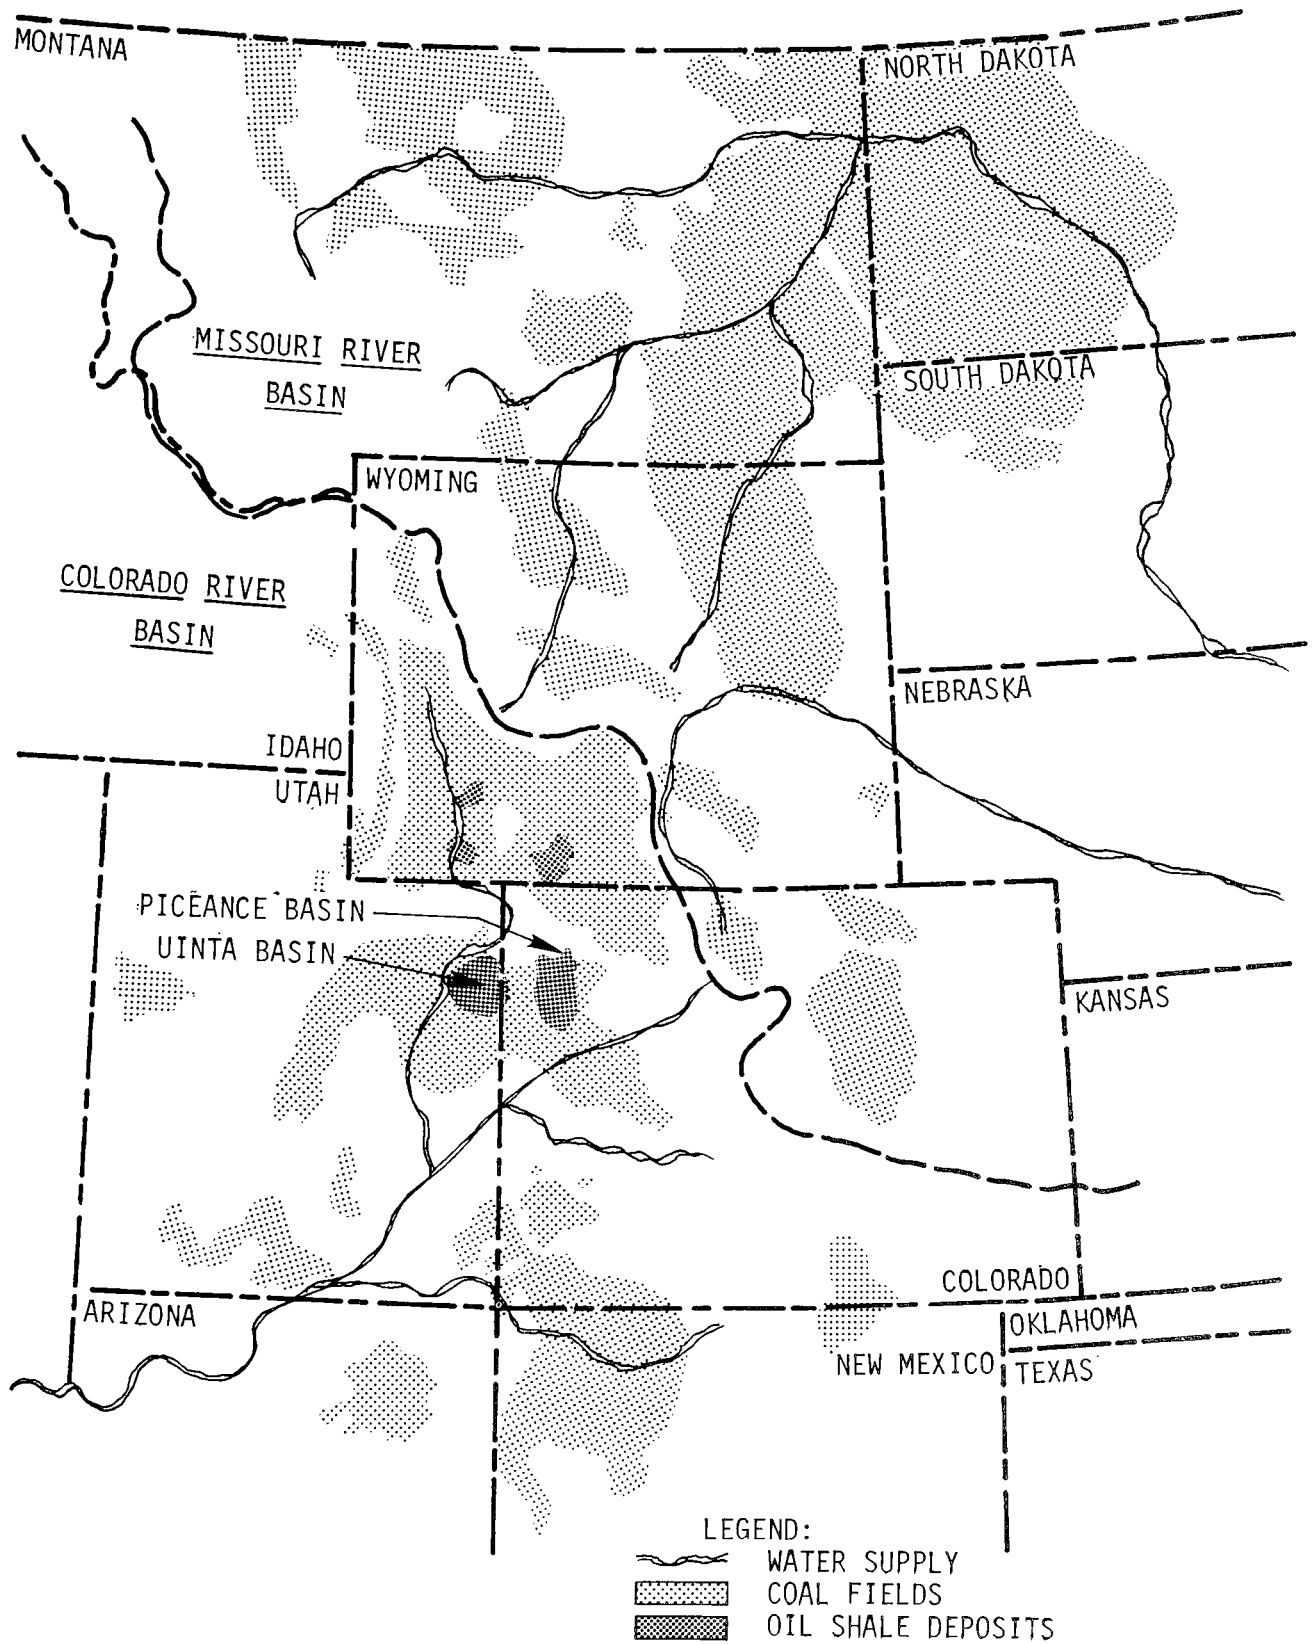 MONTANA
NORTH DAKOTA
MISSOURI RIVER
BASIN
SOUTH DAKOTA
WYOMING
COLORADO RIVER
BASIN
NEBRASKA
IDAHO
UTAH
PICEANCE BASIN
UINTA BASIN
KANSAS
COLORADO
ARIZONA
OKLAHOMA
NEW MEXICO
TEXAS
LEGEND:
WATER SUPPLY
COAL FIELDS
OIL SHALE DEPOSITS